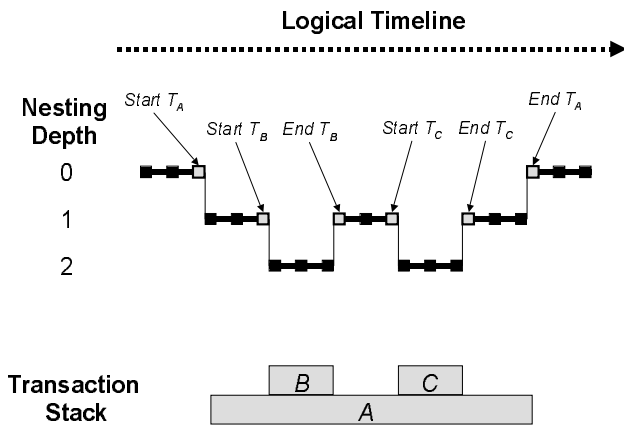 Logical Timeline
Nesting
Depth
Start TA
Start TB
End TB
Start TC
End TC
End TA
0
1
2
Transaction
Stack
B
C
A